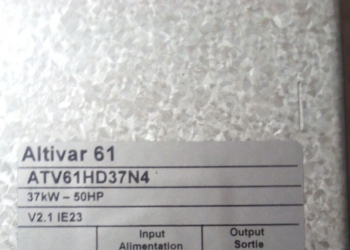 Altivar 61
ATV61HD37N4
37kW – 50HP
V2.1 IE23
Input Output
Alimentation Sortie